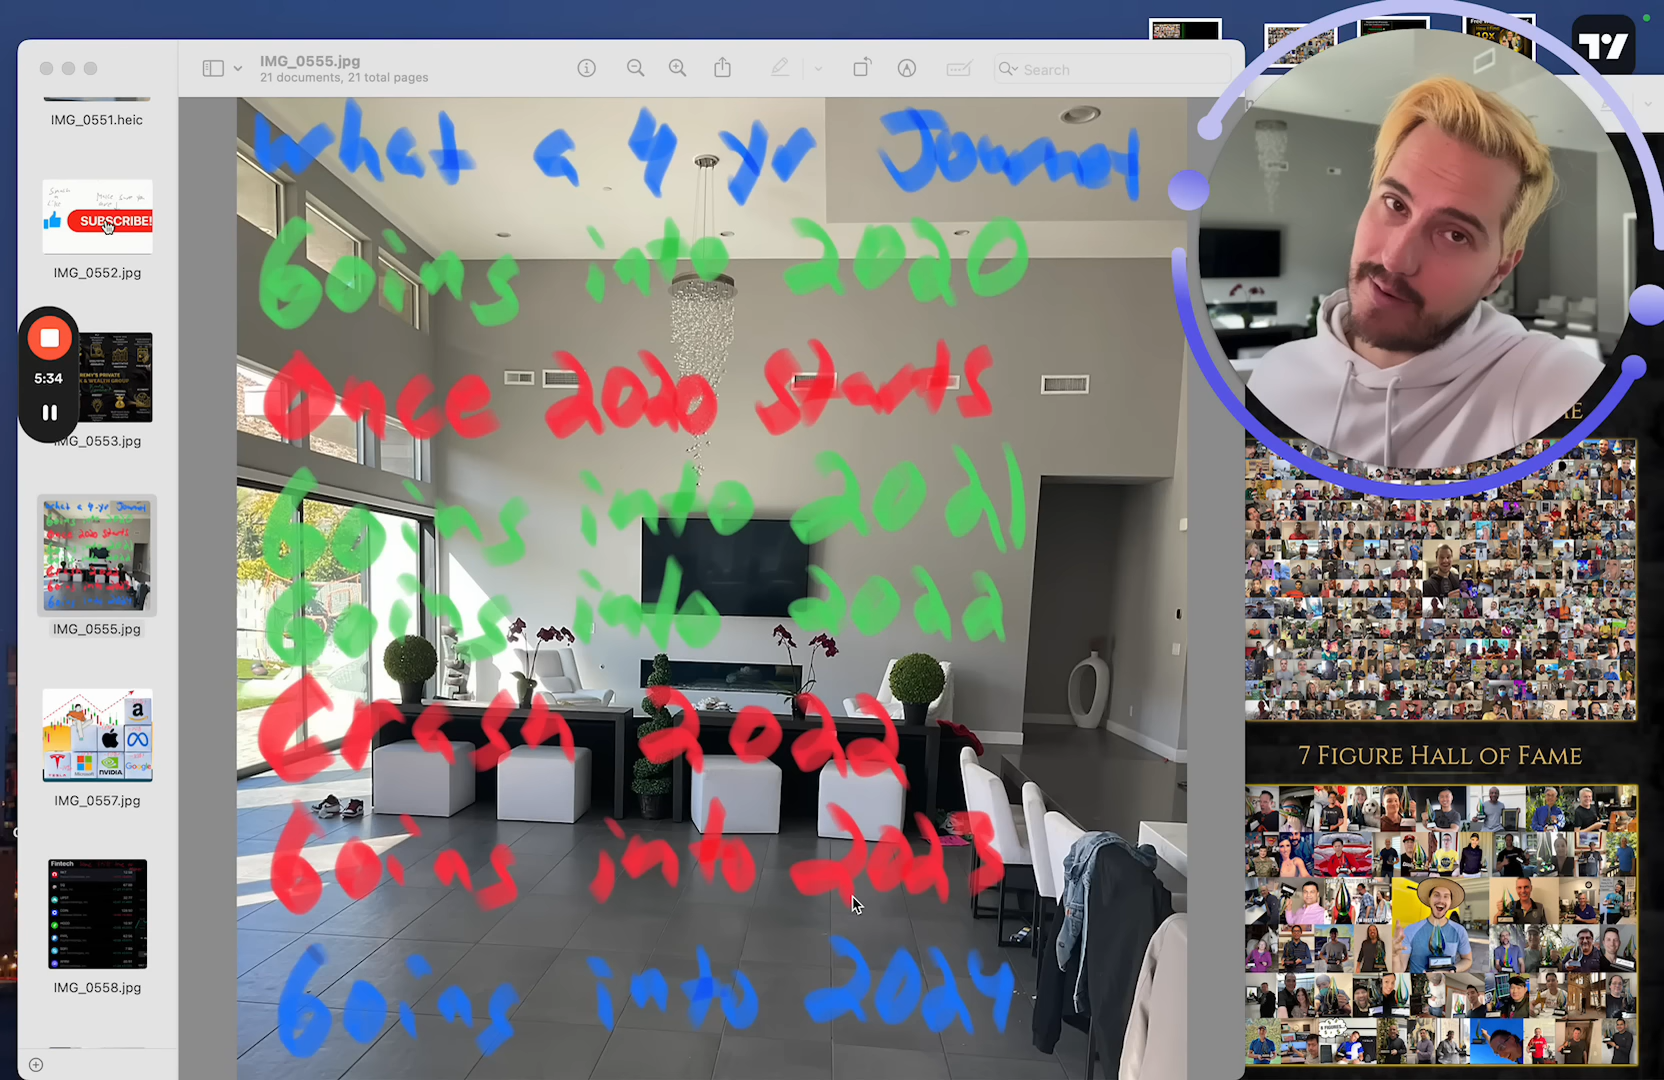 IMG_0555.jpg
21 documents, 21 total pages
Search
IMG_0551.heic
SUBSCRIBE!
IMG_0552.jpg
5:34
IMG_0553.jpg
IMG_0555.jpg
IMG_0557.jpg
Fintech
IMG_0558.jpg
What a 4 yr Journey
Going into 2020
Once 2020 Starts
Going into 2021
Going into 2022
Crash 2022
Going into 2023
Going into 2024
7 Figure Hall of Fame